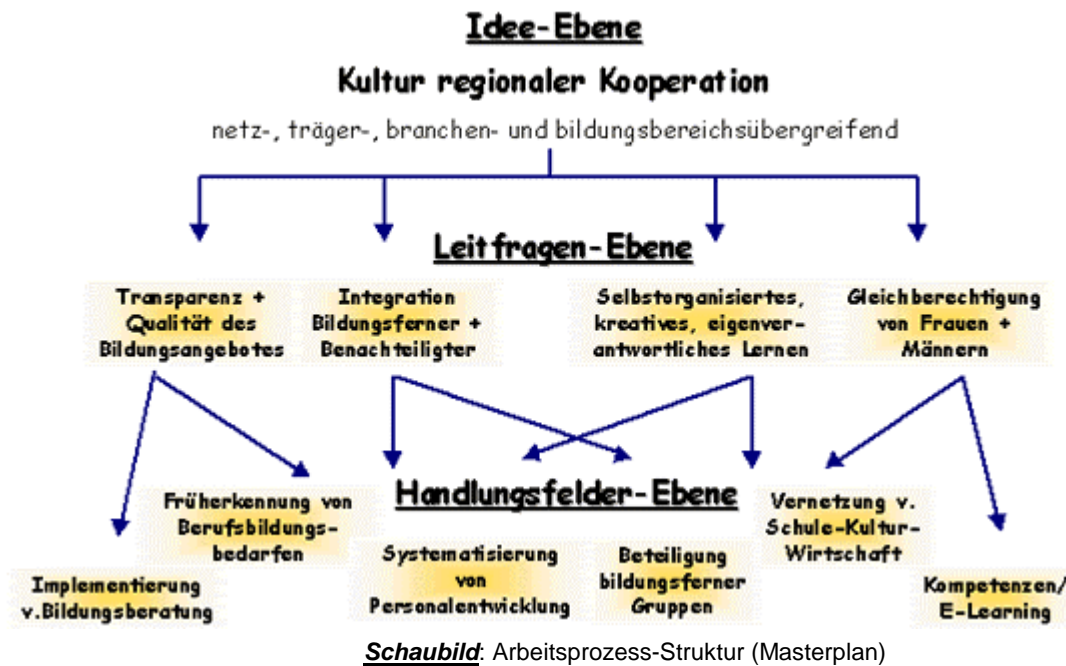 Idee-Ebene
Kultur regionaler Kooperation
netz-, träger-, branchen- und bildungsbereichsübergreifend
Leitfragen-Ebene
Transparenz +
Qualität des
Bildungsangebotes
Integration
Bildungsferner +
Benachteiligter
Selbstorganisiertes,
kreatives, eigenver-
antwortliches Lernen
Gleichberechtigung
von Frauen +
Männern
Handlungsfelder-Ebene
Implementierung
v.Bildungsberatung
Früherkennung von
Berufsbildungs-
bedarfen
Systematisierung
von
Personalentwicklung
Beteiligung
bildungsferner
Gruppen
Vernetzung v.
Schule-Kultur-
Wirtschaft
Kompetenzen/
E-Learning
Schaubild: Arbeitsprozess-Struktur (Masterplan)